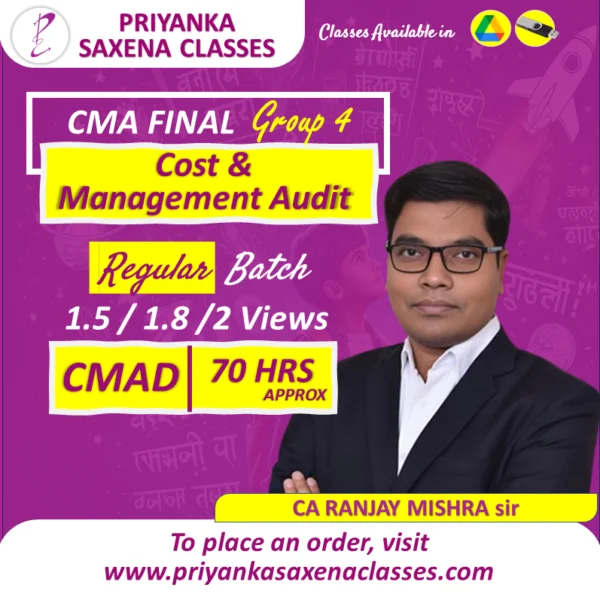 PRIYANKA
SAXENA CLASSES
Classes Available in
CMA FINAL Group 4
Cost &
Management Audit
Regular Batch
1.5 / 1.8 /2 Views
CMAD
70 HRS
APPROX
CA RANJAY MISHRA sir
To place an order, visit
www.priyankasaxenaclasses.com